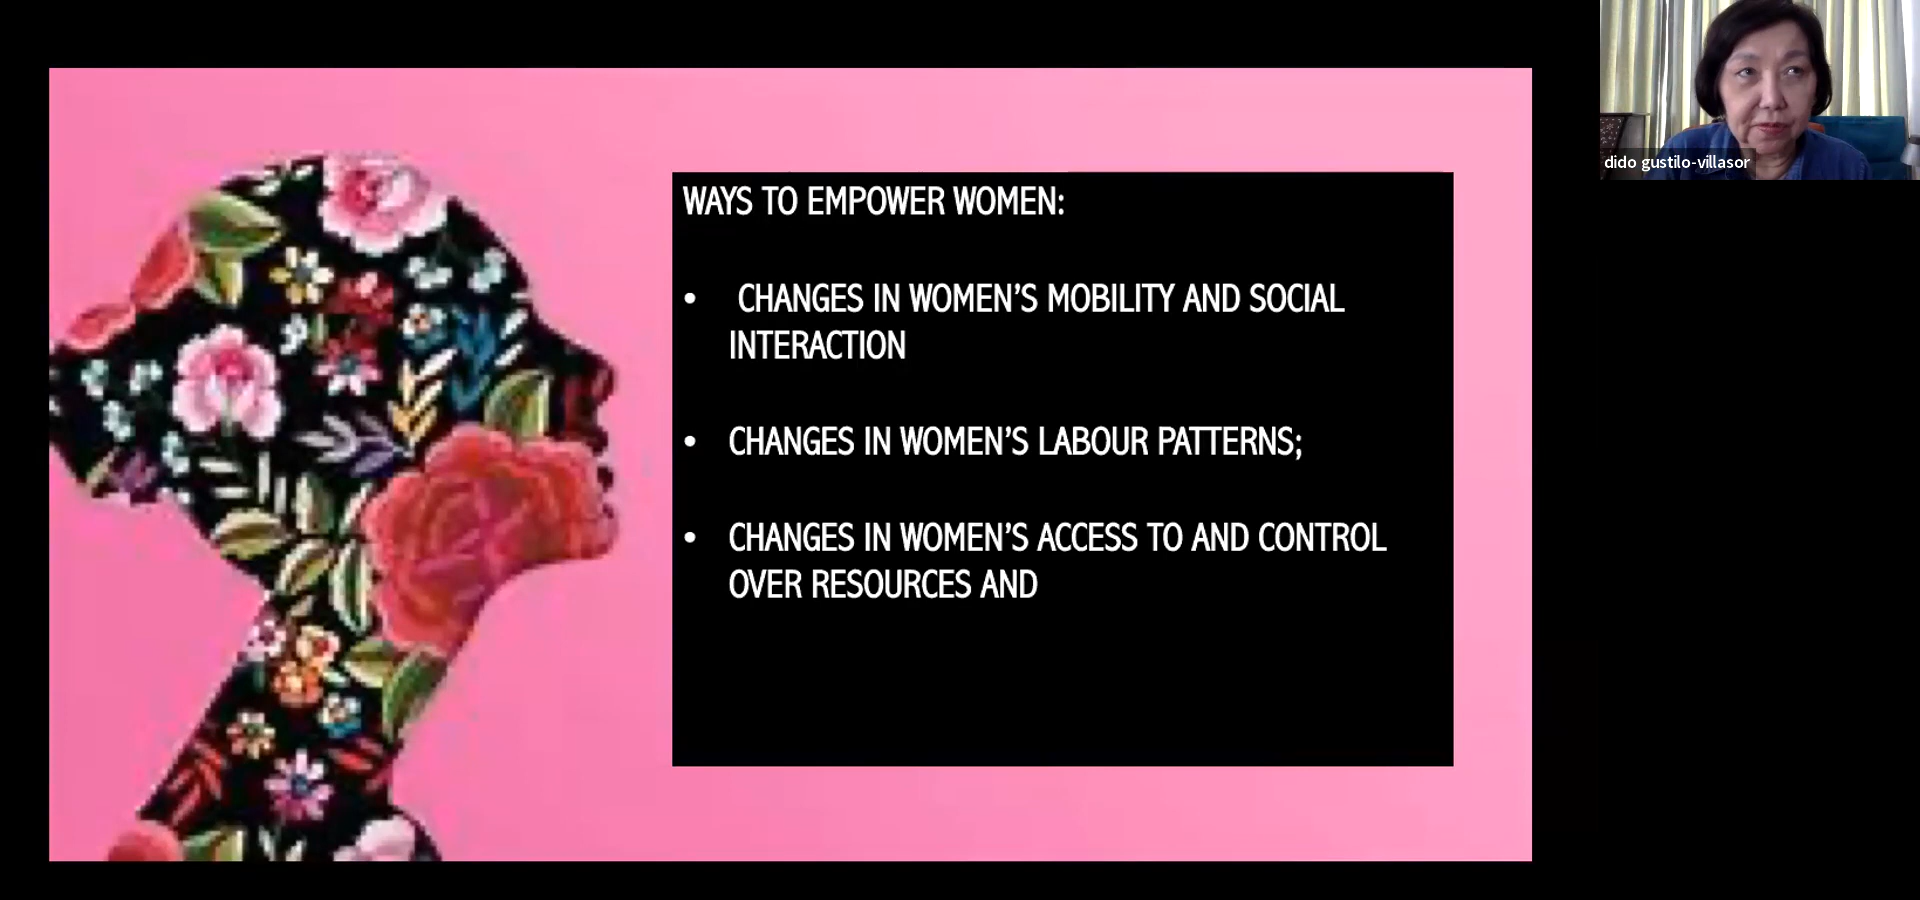 WAYS TO EMPOWER WOMEN:
• CHANGES IN WOMEN’S MOBILITY AND SOCIAL
INTERACTION
• CHANGES IN WOMEN’S LABOUR PATTERNS;
• CHANGES IN WOMEN’S ACCESS TO AND CONTROL
OVER RESOURCES AND
dido gustilo-villasor